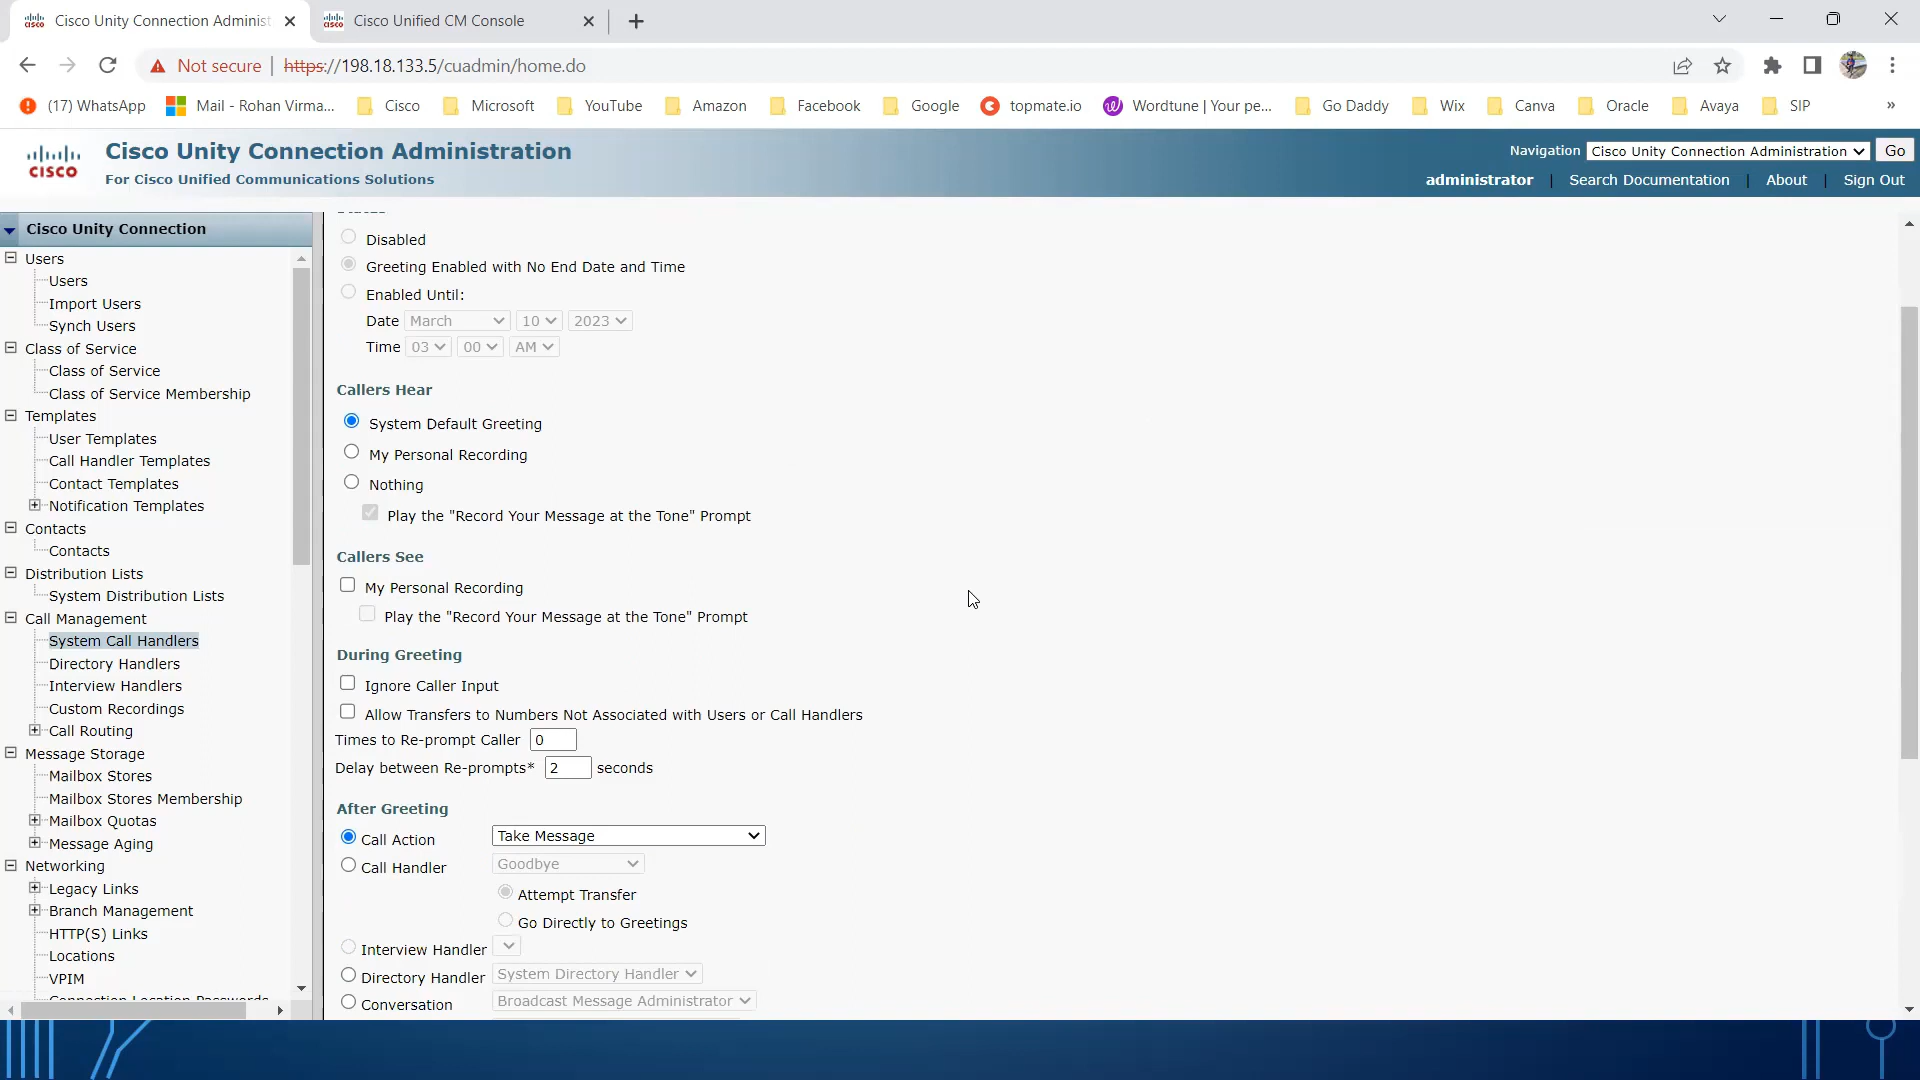 Cisco Unity Connection Administ
Cisco Unified CM Console
Not secure
https://198.18.133.5/cuadmin/home.do
(17) WhatsApp
Mail - Rohan Virma...
Cisco
Microsoft
YouTube
Amazon
Facebook
Google
topmate.io
Wordtune | Your pe...
Go Daddy
Wix
Canva
Oracle
Avaya
SIP
»
CISCO
Cisco Unity Connection Administration
For Cisco Unified Communications Solutions
Navigation Cisco Unity Connection Administration Go
administrator | Search Documentation | About | Sign Out
Cisco Unity Connection
Users
Users
Import Users
Synch Users
Class of Service
Class of Service
Class of Service Membership
Templates
User Templates
Call Handler Templates
Contact Templates
Notification Templates
Contacts
Contacts
Distribution Lists
System Distribution Lists
Call Management
System Call Handlers
Directory Handlers
Interview Handlers
Custom Recordings
Call Routing
Message Storage
Mailbox Stores
Mailbox Stores Membership
Mailbox Quotas
Message Aging
Networking
Legacy Links
Branch Management
HTTP(S) Links
Locations
VPIM
Connection Location Passwords
Disabled
Greeting Enabled with No End Date and Time
Enabled Until:
Date March 10 2023
Time 03 00 AM
Callers Hear
System Default Greeting
My Personal Recording
Nothing
Play the "Record Your Message at the Tone" Prompt
Callers See
My Personal Recording
Play the "Record Your Message at the Tone" Prompt
During Greeting
Ignore Caller Input
Allow Transfers to Numbers Not Associated with Users or Call Handlers
Times to Re-prompt Caller 0
Delay between Re-prompts* 2 seconds
After Greeting
Call Action Take Message
Call Handler Goodbye
Attempt Transfer
Go Directly to Greetings
Interview Handler
Directory Handler System Directory Handler
Conversation Broadcast Message Administrator